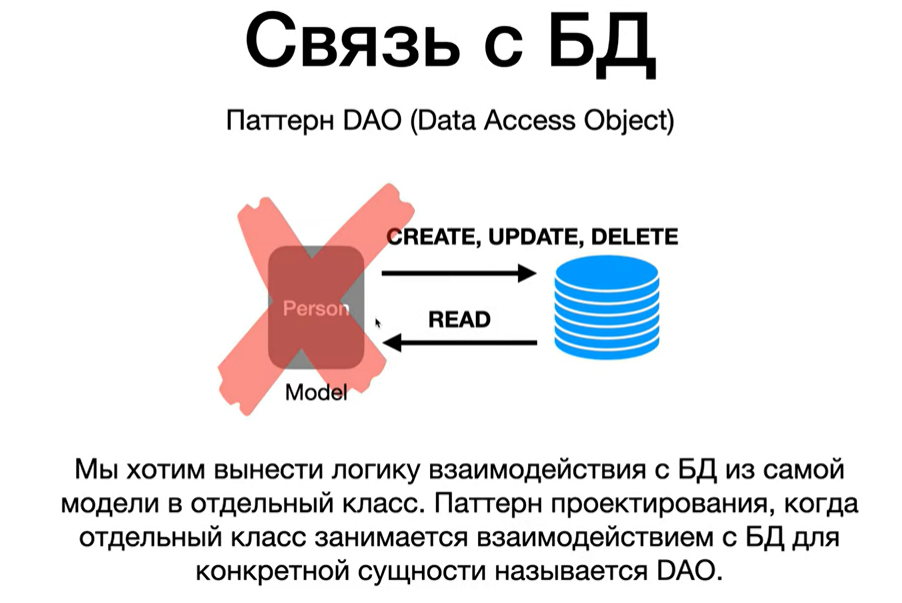 Связь с БД
Паттерн DAO (Data Access Object)
CREATE, UPDATE, DELETE
Person
READ
Model
Мы хотим вынести логику взаимодействия с БД из самой
модели в отдельный класс. Паттерн проектирования, когда
отдельный класс занимается взаимодействием с БД для
конкретной сущности называется DAO.